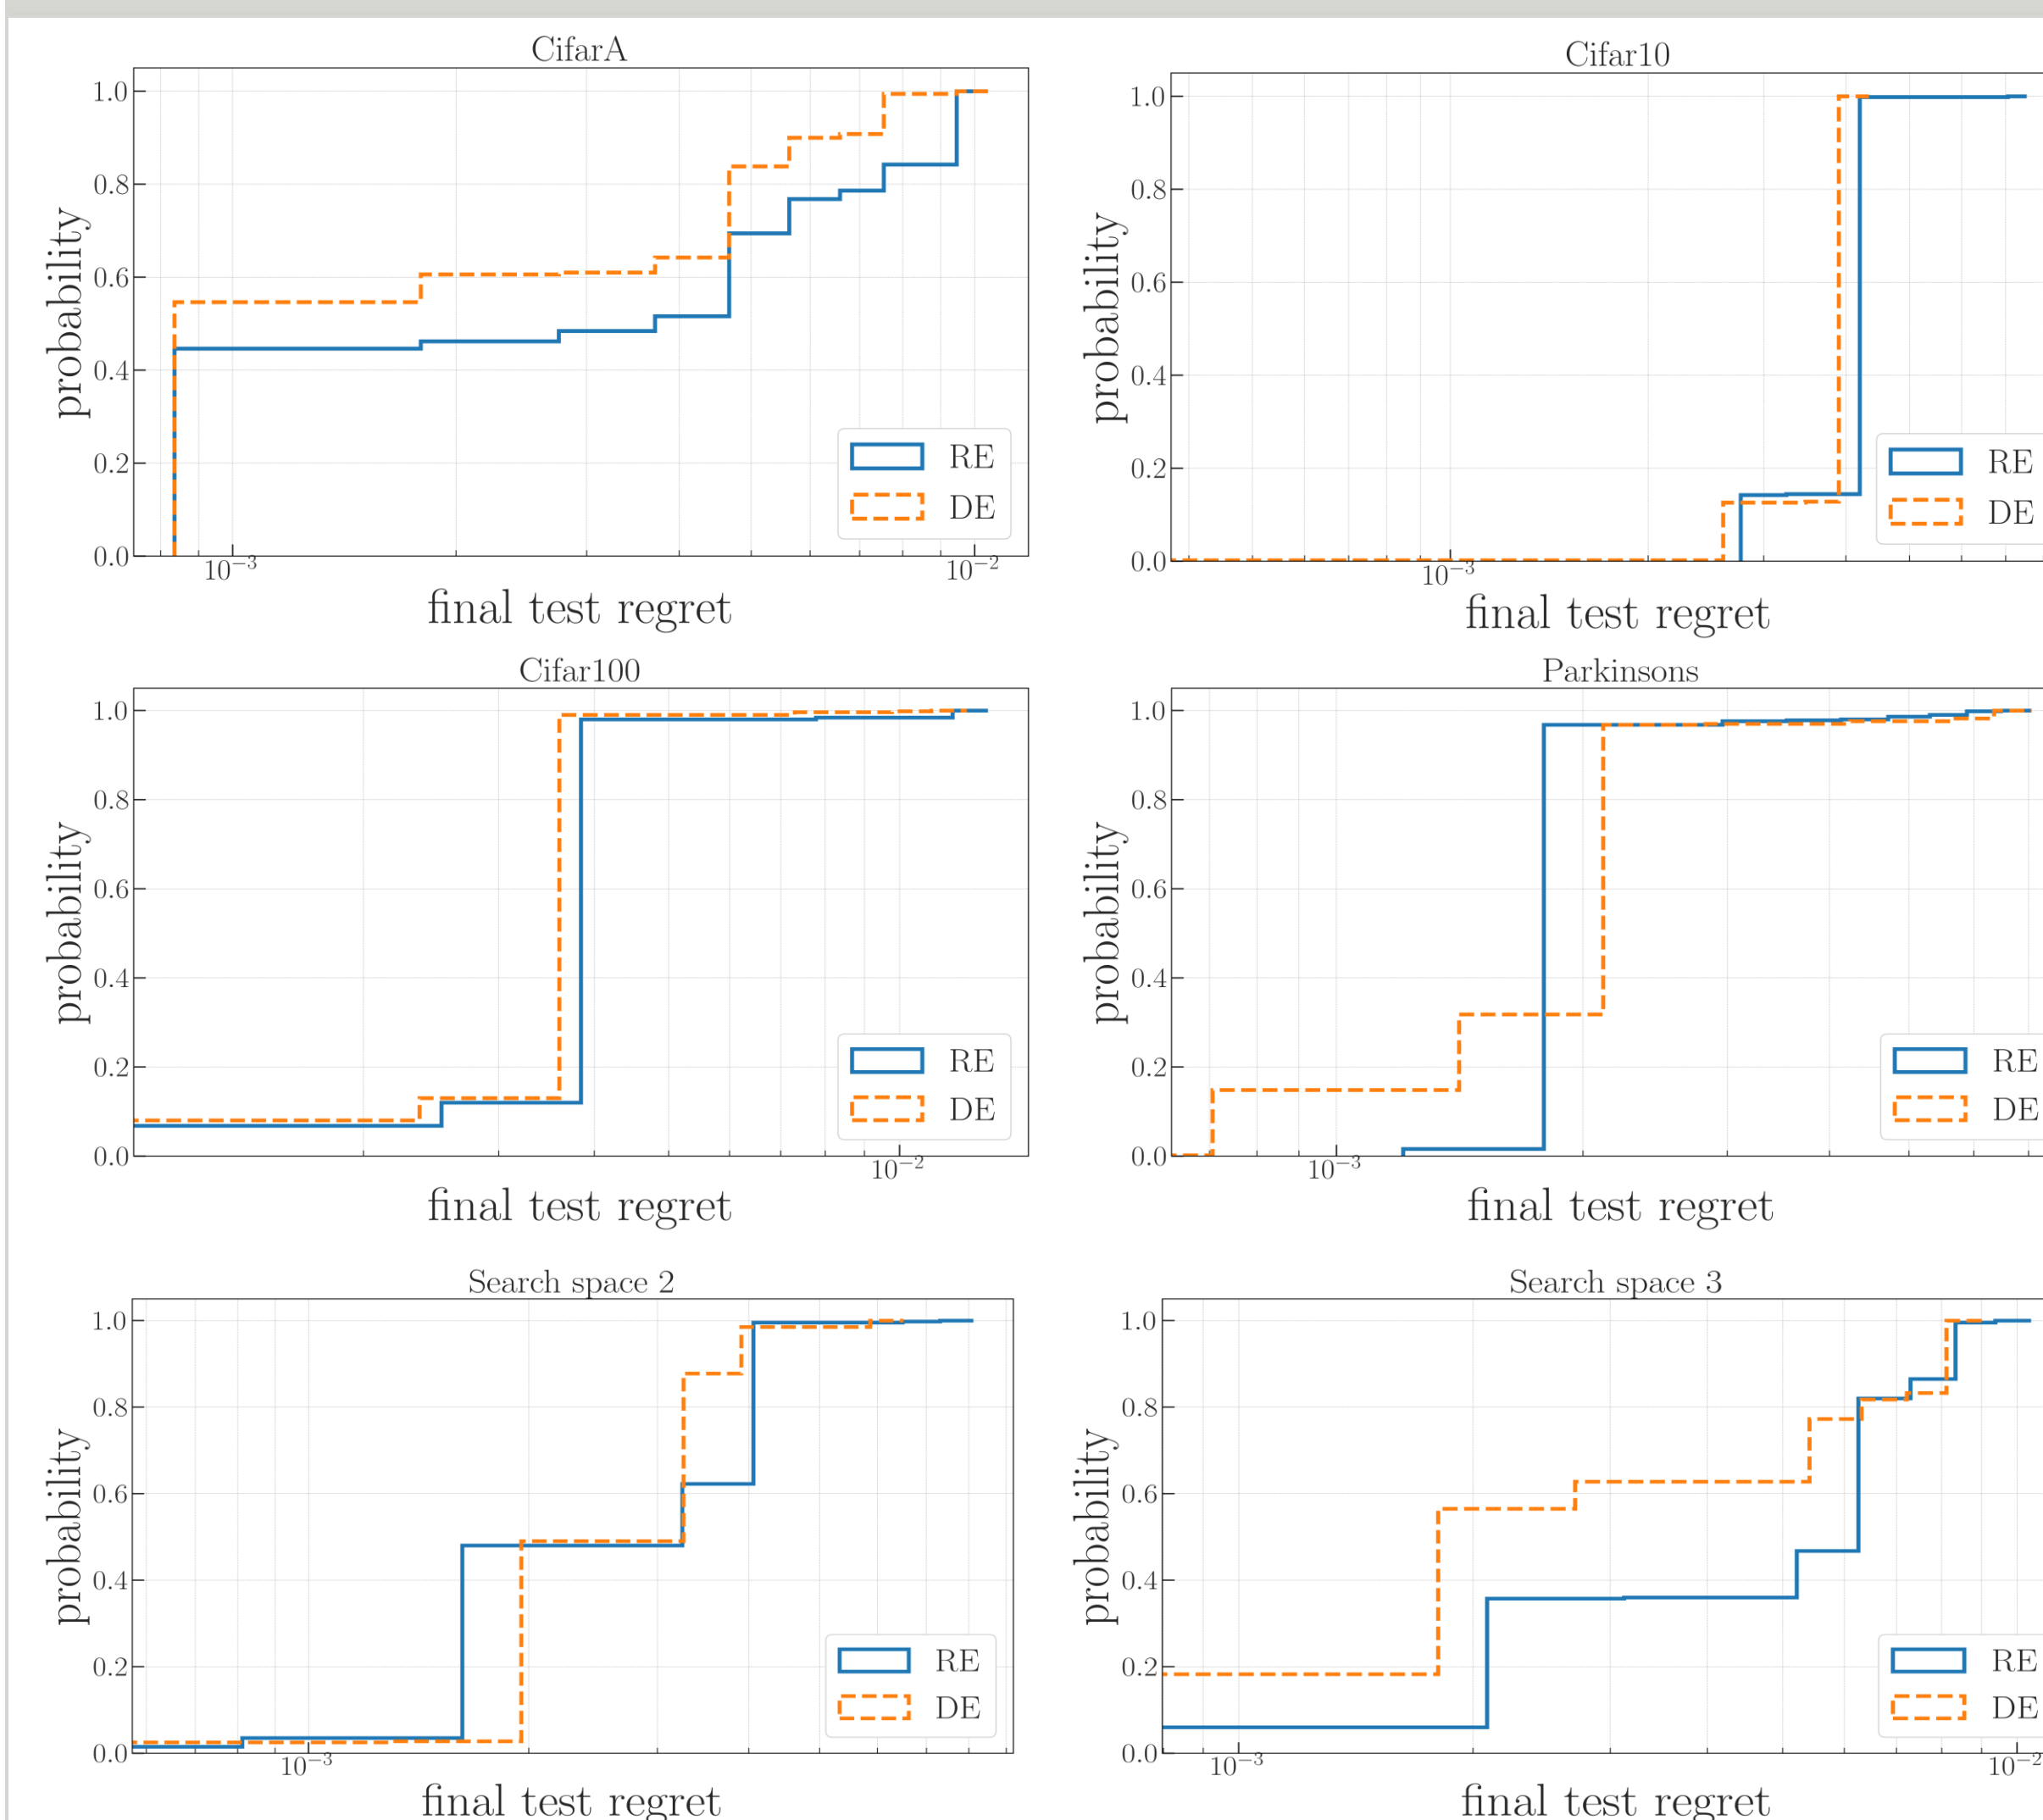 CifarA
probability
1.0
0.8
0.6
0.4
0.2
0.0
RE
DE
10⁻³
10⁻²
final test regret
Cifar10
probability
1.0
0.8
0.6
0.4
0.2
0.0
RE
DE
10⁻³
final test regret
Cifar100
probability
1.0
0.8
0.6
0.4
0.2
0.0
RE
DE
10⁻²
final test regret
Parkinsons
probability
1.0
0.8
0.6
0.4
0.2
0.0
RE
DE
10⁻³
final test regret
Search space 2
probability
1.0
0.8
0.6
0.4
0.2
0.0
RE
DE
10⁻³
final test regret
Search space 3
probability
1.0
0.8
0.6
0.4
0.2
0.0
RE
DE
10⁻³
10⁻²
final test regret